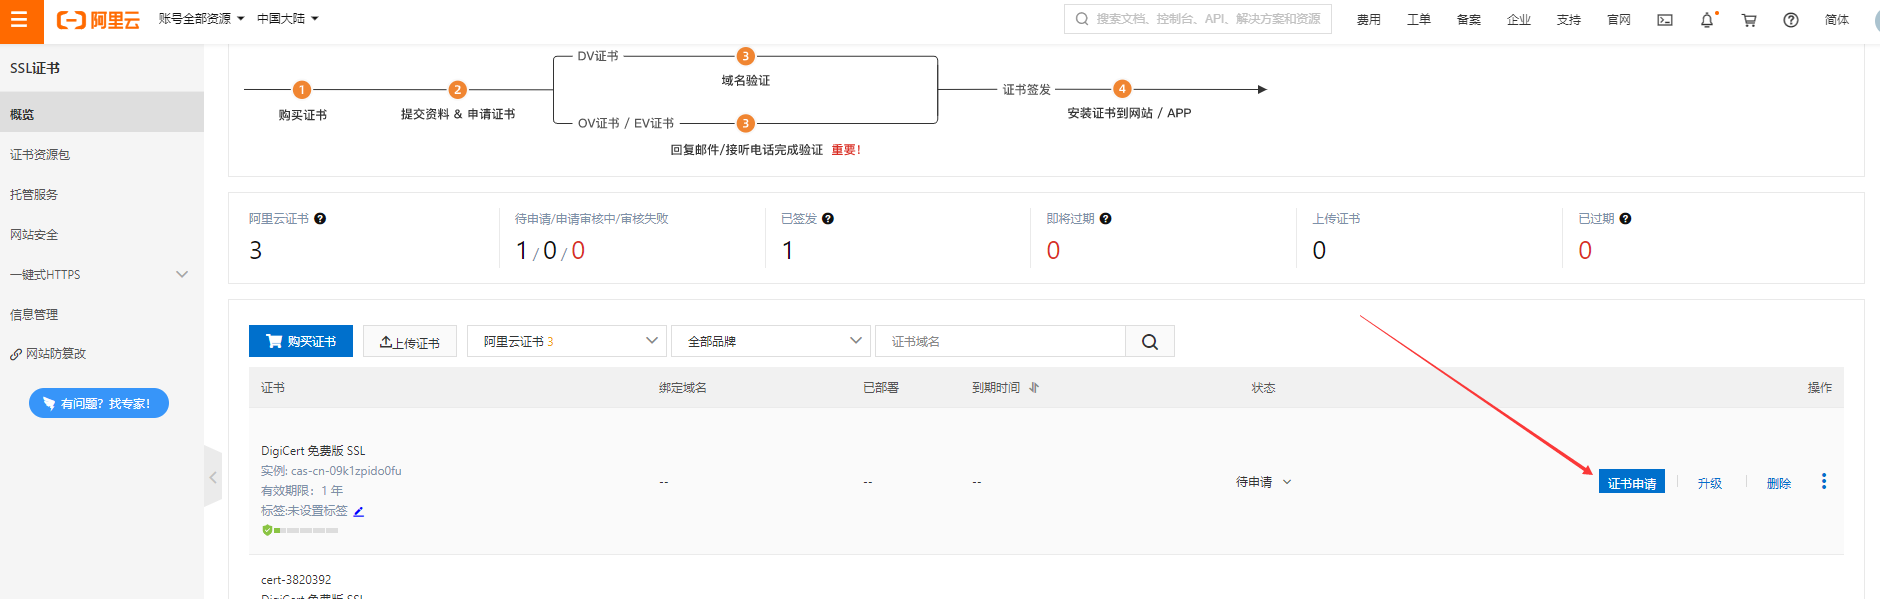 阿里云 账号全部资源 中国大陆 搜索文档、控制台、API、解决方案和资源 费用 工单 备案 企业 支持 官网 简体
SSL证书
概览
证书资源包
托管服务
网站安全
一键式HTTPS
信息管理
网站防篡改
有问题？找专家！
DV证书 3
域名验证
1 2 证书签发 4
购买证书 提交资料 & 申请证书 安装证书到网站 / APP
OV证书 / EV证书 3
回复邮件/接听电话完成验证 重要！
阿里云证书 待申请/申请审核中/审核失败 已签发 即将过期 上传证书 已过期
3 1 / 0 / 0 1 0 0 0
购买证书 上传证书 阿里云证书 3 全部品牌 证书域名
证书 绑定域名 已部署 到期时间 状态 操作
DigiCert 免费版 SSL
实例: cas-cn-09k1zpido0fu
有效期限：1 年
标签:未设置标签
-- -- -- 待申请 证书申请 升级 删除
cert-3820392
DigiCert 免费版 SSL